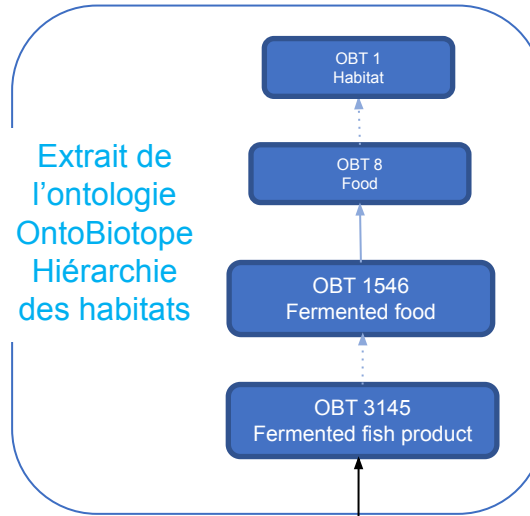 OBT 1
Habitat
OBT 8
Food
Extrait de
l’ontologie
OntoBiotope
Hiérarchie
des habitats
OBT 1546
Fermented food
OBT 3145
Fermented fish product